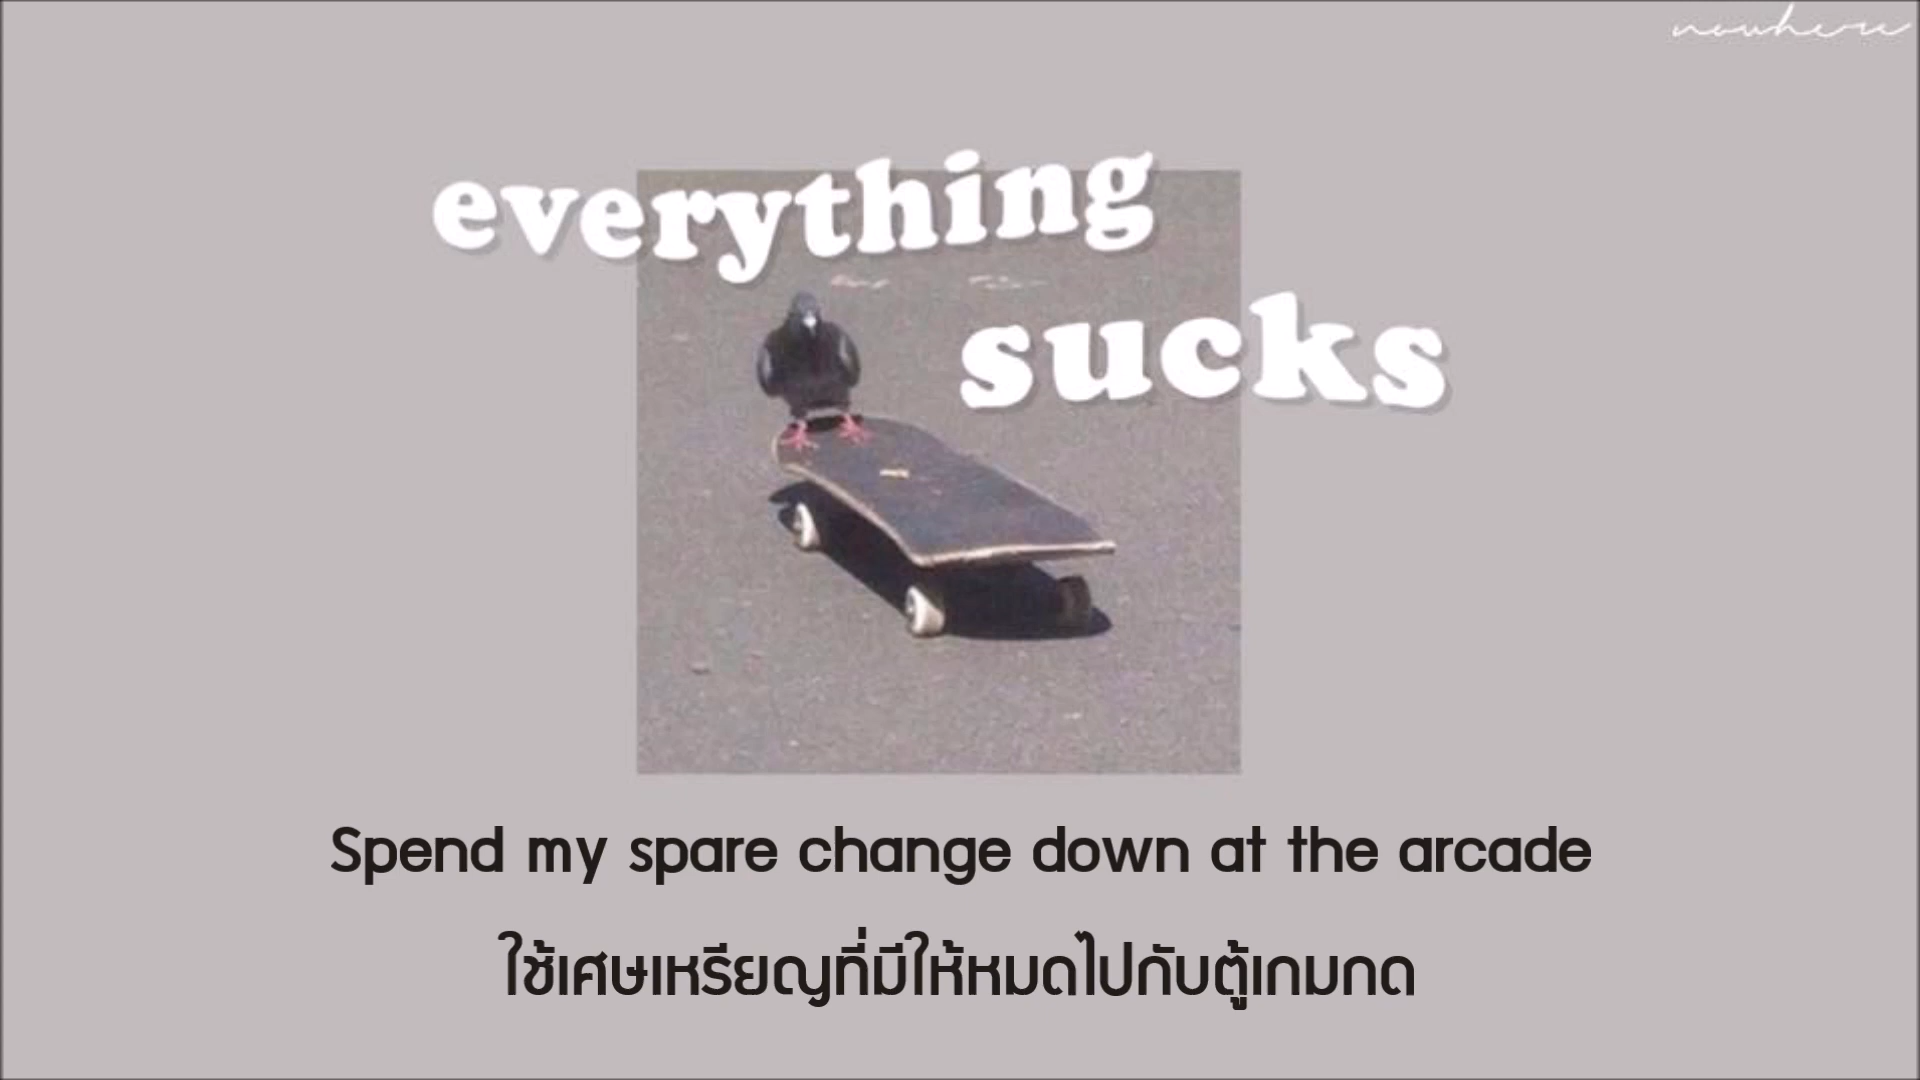 nowhere
everything
sucks
Spend my spare change down at the arcade
ใช้เศษเหรียญที่มีให้หมดไปกับตู้เกมกด